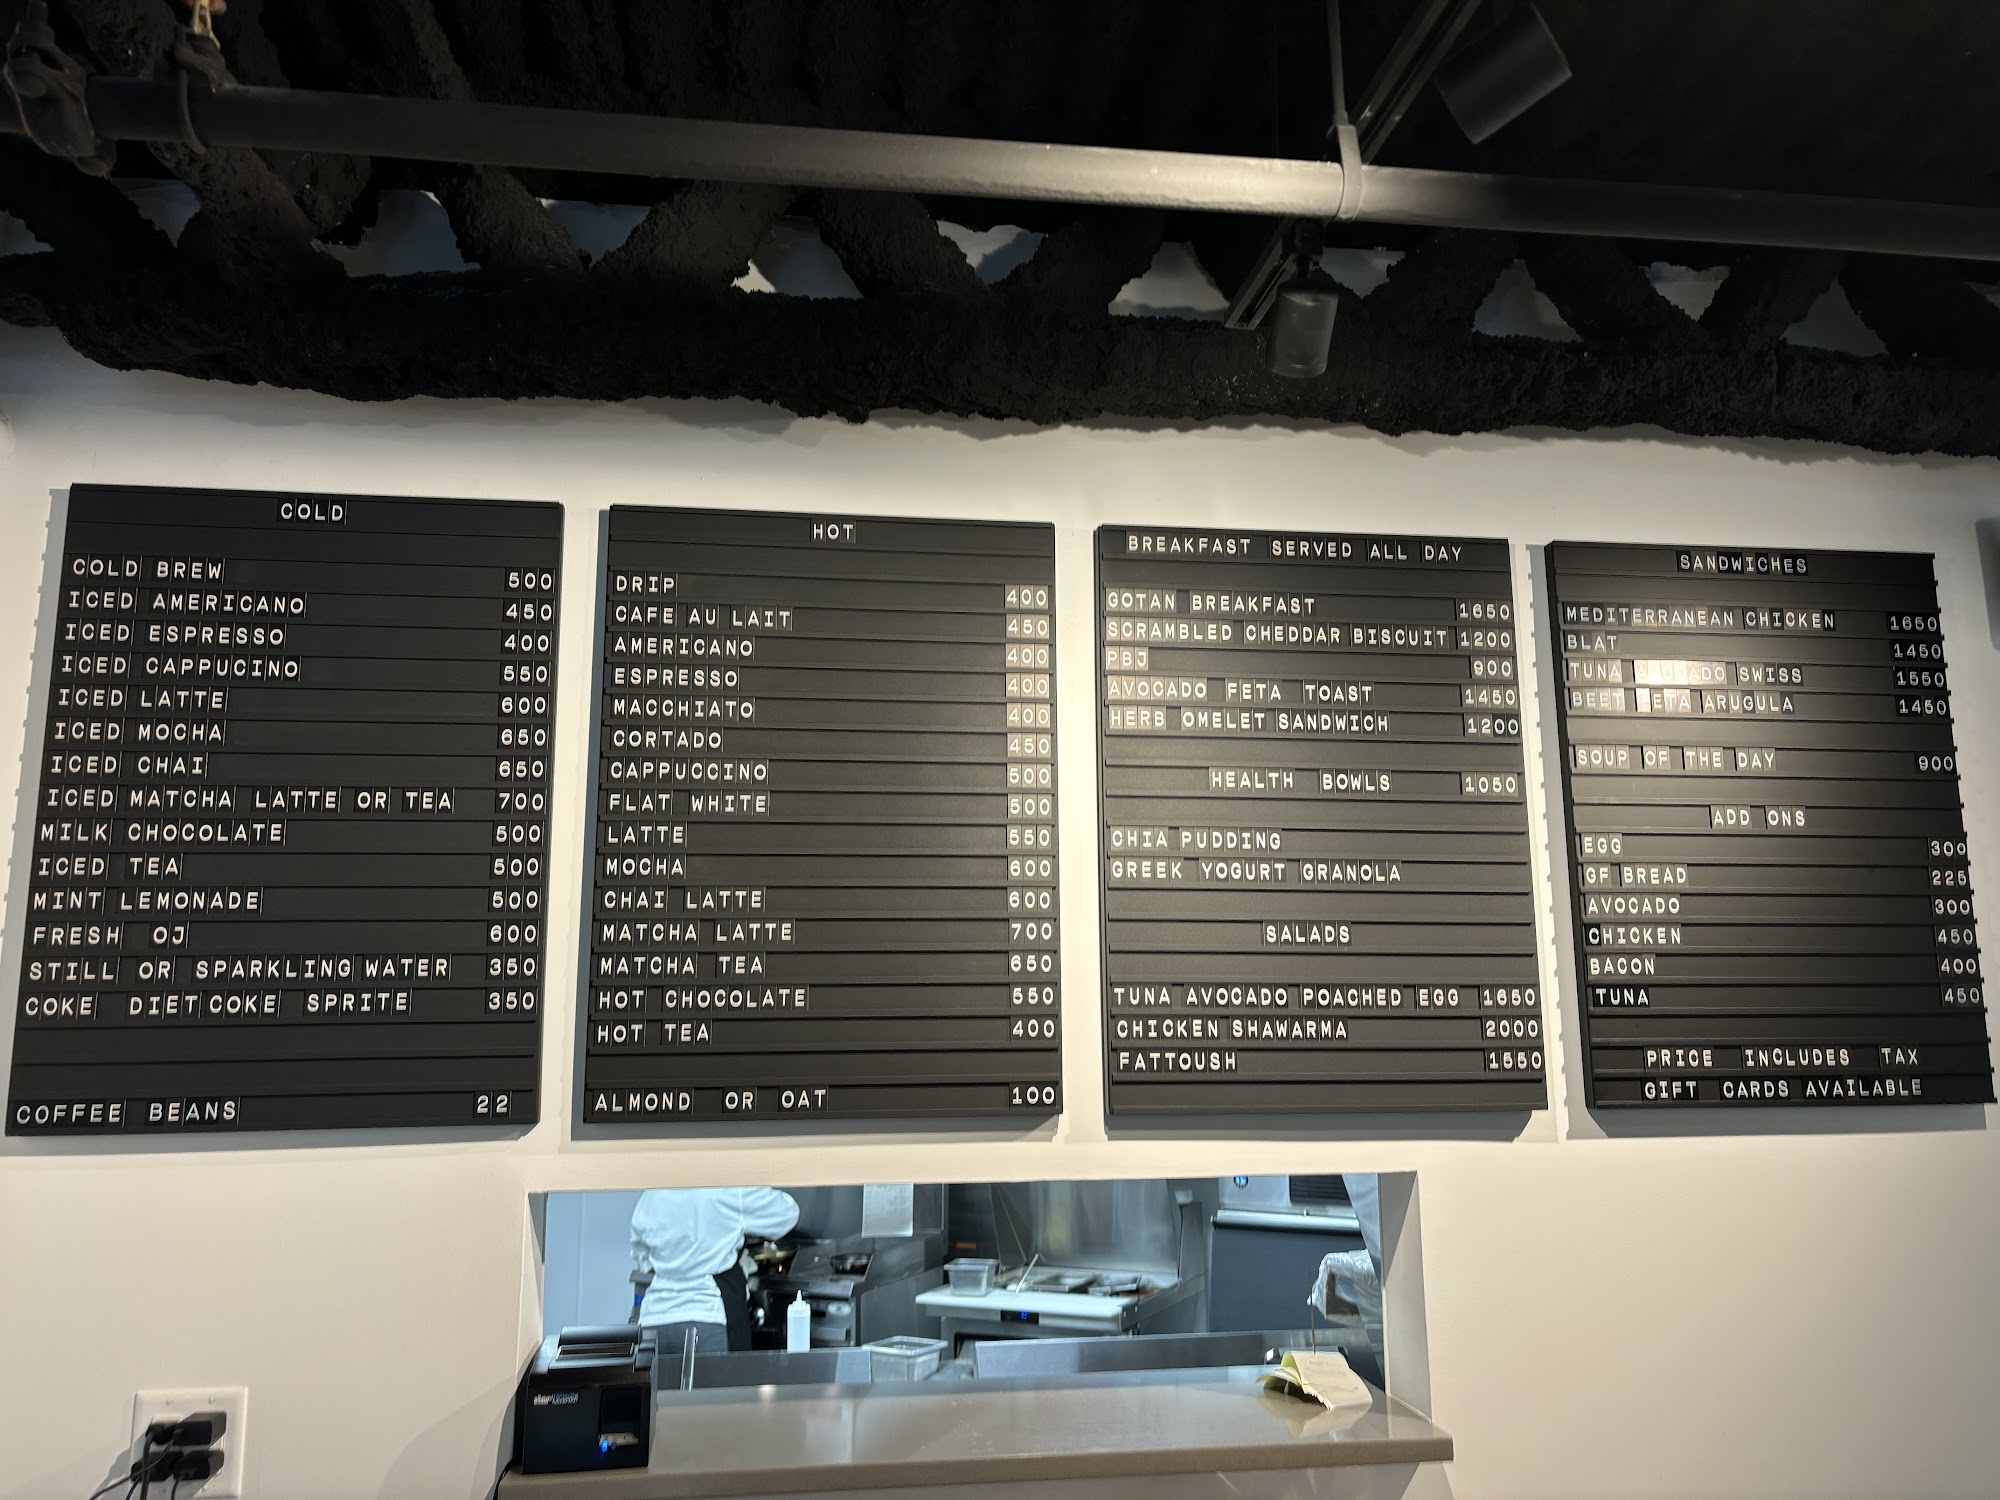 COLD
COLD BREW 500
ICED AMERICANO 450
ICED ESPRESSO 400
ICED CAPPUCINO 550
ICED LATTE 600
ICED MOCHA 650
ICED CHAI 650
ICED MATCHA LATTE OR TEA 700
MILK CHOCOLATE 500
ICED TEA 500
MINT LEMONADE 500
FRESH OJ 600
STILL OR SPARKLING WATER 350
COKE DIET COKE SPRITE 350
COFFEE BEANS 22
HOT
DRIP 400
CAFE AU LAIT 450
AMERICANO 400
ESPRESSO 400
MACCHIATO 400
CORTADO 450
CAPPUCCINO 500
FLAT WHITE 500
LATTE 550
MOCHA 600
CHAI LATTE 600
MATCHA LATTE 700
MATCHA TEA 650
HOT CHOCOLATE 550
HOT TEA 400
ALMOND OR OAT 100
BREAKFAST SERVED ALL DAY
GOTAN BREAKFAST 1650
SCRAMBLED CHEDDAR BISCUIT 1200
PBJ 900
AVOCADO FETA TOAST 1450
HERB OMELET SANDWICH 1200
HEALTH BOWLS 1050
CHIA PUDDING
GREEK YOGURT GRANOLA
SALADS
TUNA AVOCADO POACHED EGG 1650
CHICKEN SHAWARMA 2000
FATTOUSH 1550
SANDWICHES
MEDITERRANEAN CHICKEN 1650
BLAT 1450
TUNA AVOCADO SWISS 1550
BEET FETA ARUGULA 1450
SOUP OF THE DAY 900
ADD ONS
EGG 300
GF BREAD 225
AVOCADO 300
CHICKEN 450
BACON 400
TUNA 450
PRICE INCLUDES TAX
GIFT CARDS AVAILABLE